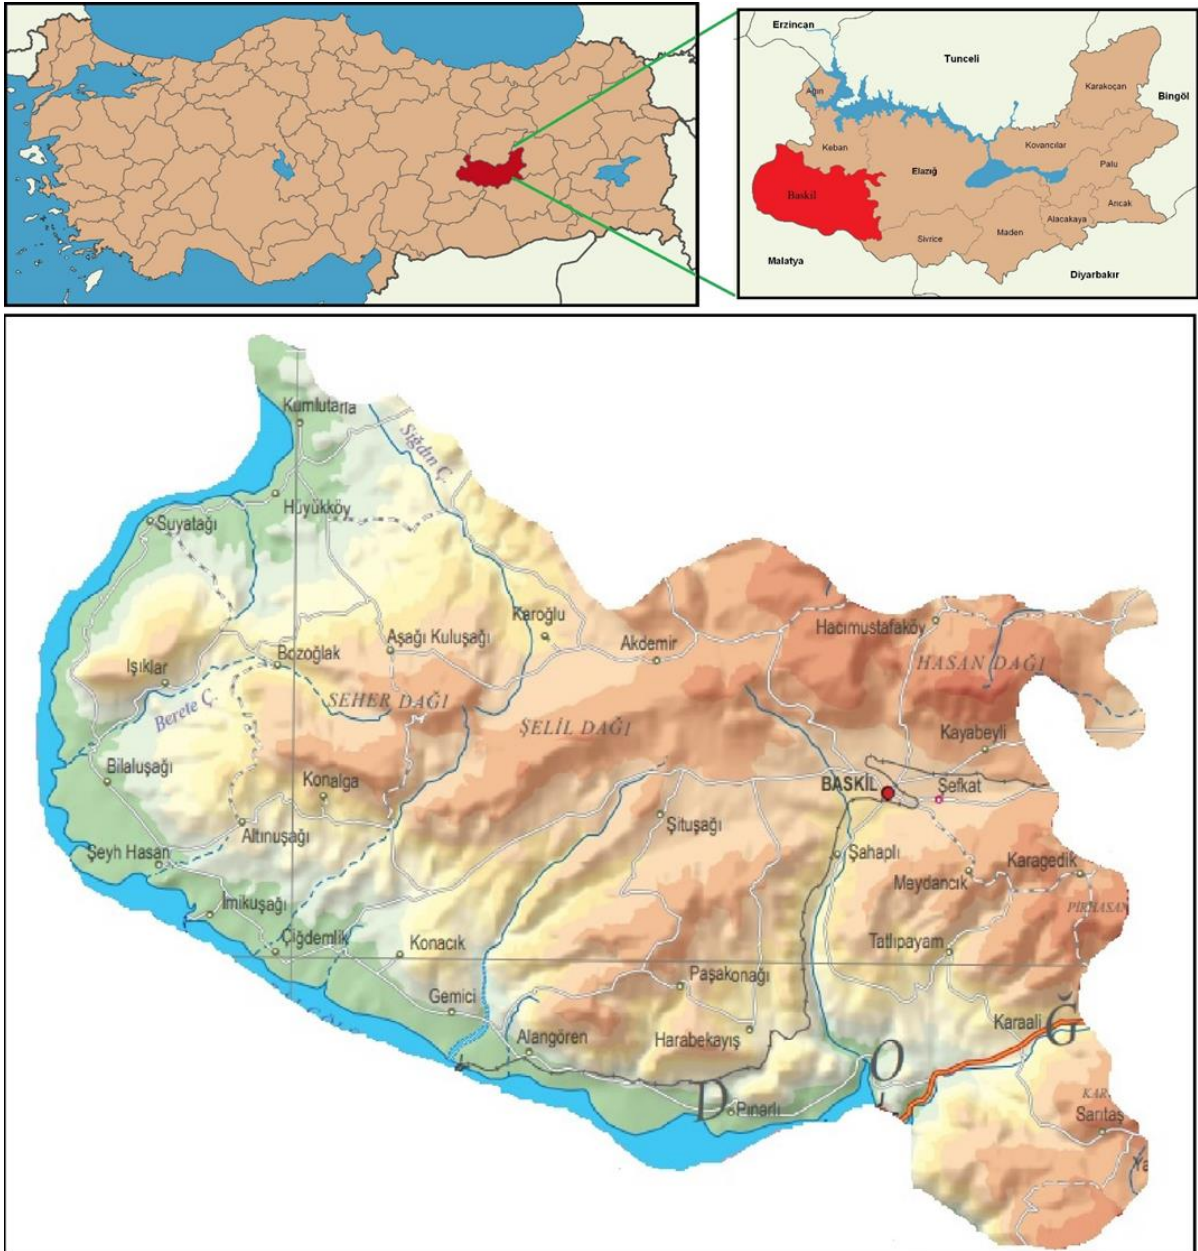 Erzincan
Tunceli
Ağın
Karakoçan
Bingöl
Keban
Kovancılar
Palu
Elazığ
Baskil
Arıcak
Alacakaya
Sivrice
Maden
Malatya
Diyarbakır
Kumlutarla
Siğdın Ç.
Hüyükköy
Suyatağı
Karoğlu
Hacımustafaköy
Aşağı Kuluşağı
Akdemir
Bozoğlak
HASAN DAĞI
Işıklar
SEHER DAĞI
Berete Ç.
ŞELİL DAĞI
Kayabeyli
Bilaluşağı
Konalga
BASKİL
Şefkat
Altınuşağı
Şituşağı
Şeyh Hasan
Şahaplı
Karagedik
Meydancık
İmikuşağı
PİRHASAN
Çiğdemlik
Konacık
Tatlıpayam
Paşakonağı
Gemici
Karaali
Ğ
Alangören
Harabekayış
O
D
Pınarlı
KAR
Sarıtaş
Ya